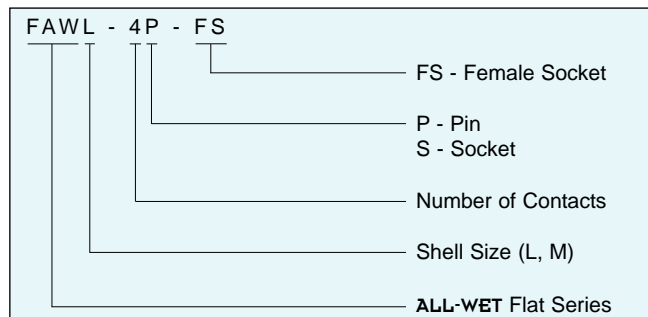 FAWL - 4P - FS
FS - Female Socket
P - Pin
S - Socket
Number of Contacts
Shell Size (L, M)
ALL-WET Flat Series